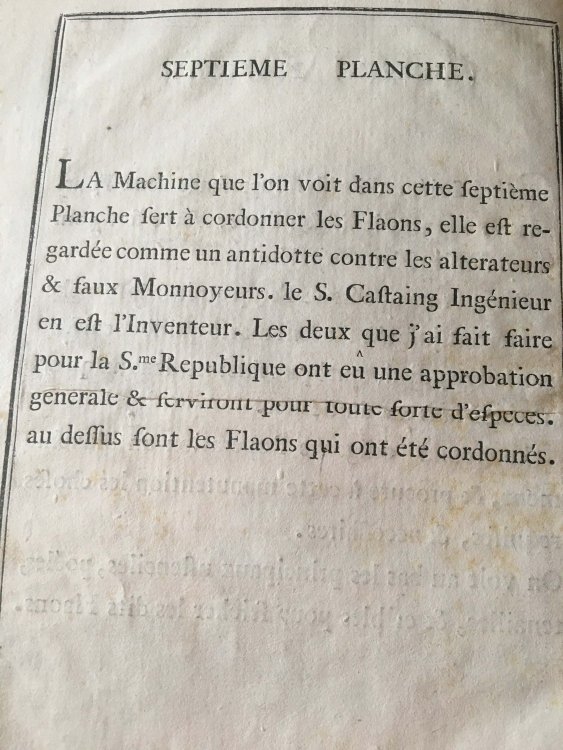 SEPTIEME PLANCHE.
LA Machine que l'on voit dans cette ſeptième
Planche ſert à cordonner les Flaons, elle eſt re-
gardée comme un antidotte contre les alterateurs
& faux Monnoyeurs. le S. Caſtaing Ingénieur
en eſt l'Inventeur. Les deux que j'ai fait faire
pour la S.me Republique ont eû une approbation
generale & ſerviront pour toute ſorte d'eſpeces.
au deſſus ſont les Flaons qui ont été cordonnés.